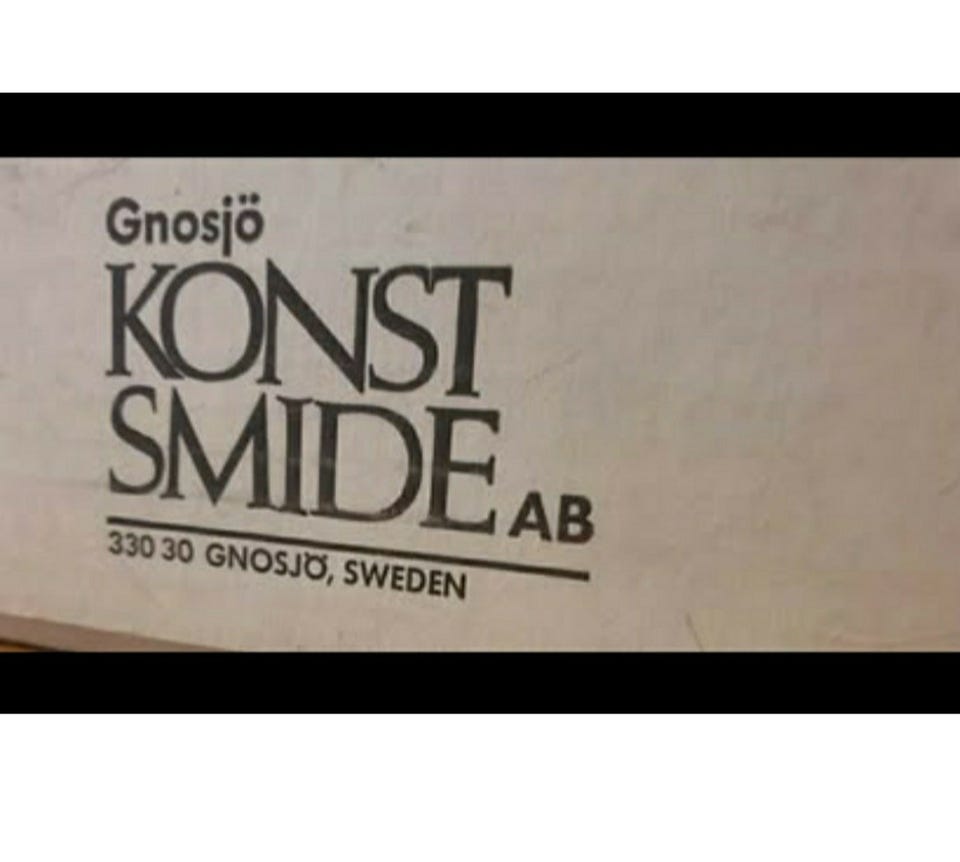 Gnosjö
KONST
SMIDE AB
330 30 GNOSJÖ, SWEDEN